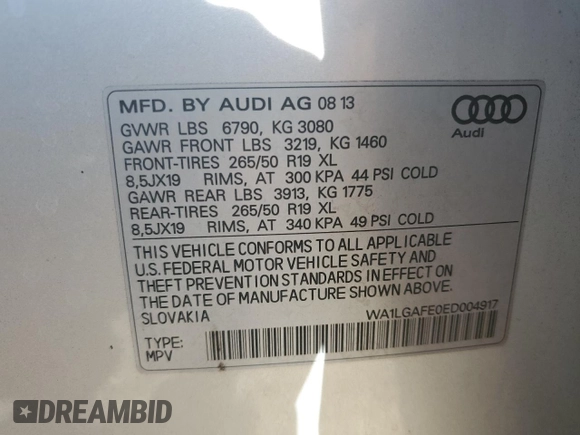 MFD. BY AUDI AG 08 13
GVWR LBS 6790, KG 3080
GAWR FRONT LBS 3219, KG 1460
FRONT-TIRES 265/50 R19 XL
8,5JX19 RIMS, AT 300 KPA 44 PSI COLD
GAWR REAR LBS 3913, KG 1775
REAR-TIRES 265/50 R19 XL
8,5JX19 RIMS, AT 340 KPA 49 PSI COLD
Audi
THIS VEHICLE CONFORMS TO ALL APPLICABLE
U.S. FEDERAL MOTOR VEHICLE SAFETY AND
THEFT PREVENTION STANDARDS IN EFFECT ON
THE DATE OF MANUFACTURE SHOWN ABOVE.
SLOVAKIA
WA1LGAFE0ED004917
TYPE:
MPV
DREAMBID